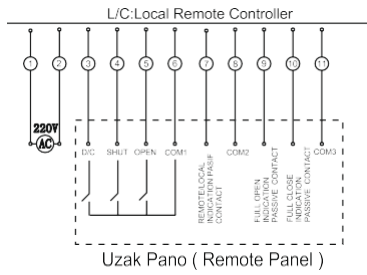 L/C:Local Remote Controller
1 2 3 4 5 6 7 8 9 10 11
220V
AC
D/C SHUT OPEN COM1 COM2 COM3
REMOTE/LOCAL
INDICATION PASIF
CONTACT
FULL OPEN
INDICATION
PASSIVE CONTACT
FULL CLOSE
INDICATION
PASSIVE CONTACT
Uzak Pano ( Remote Panel )